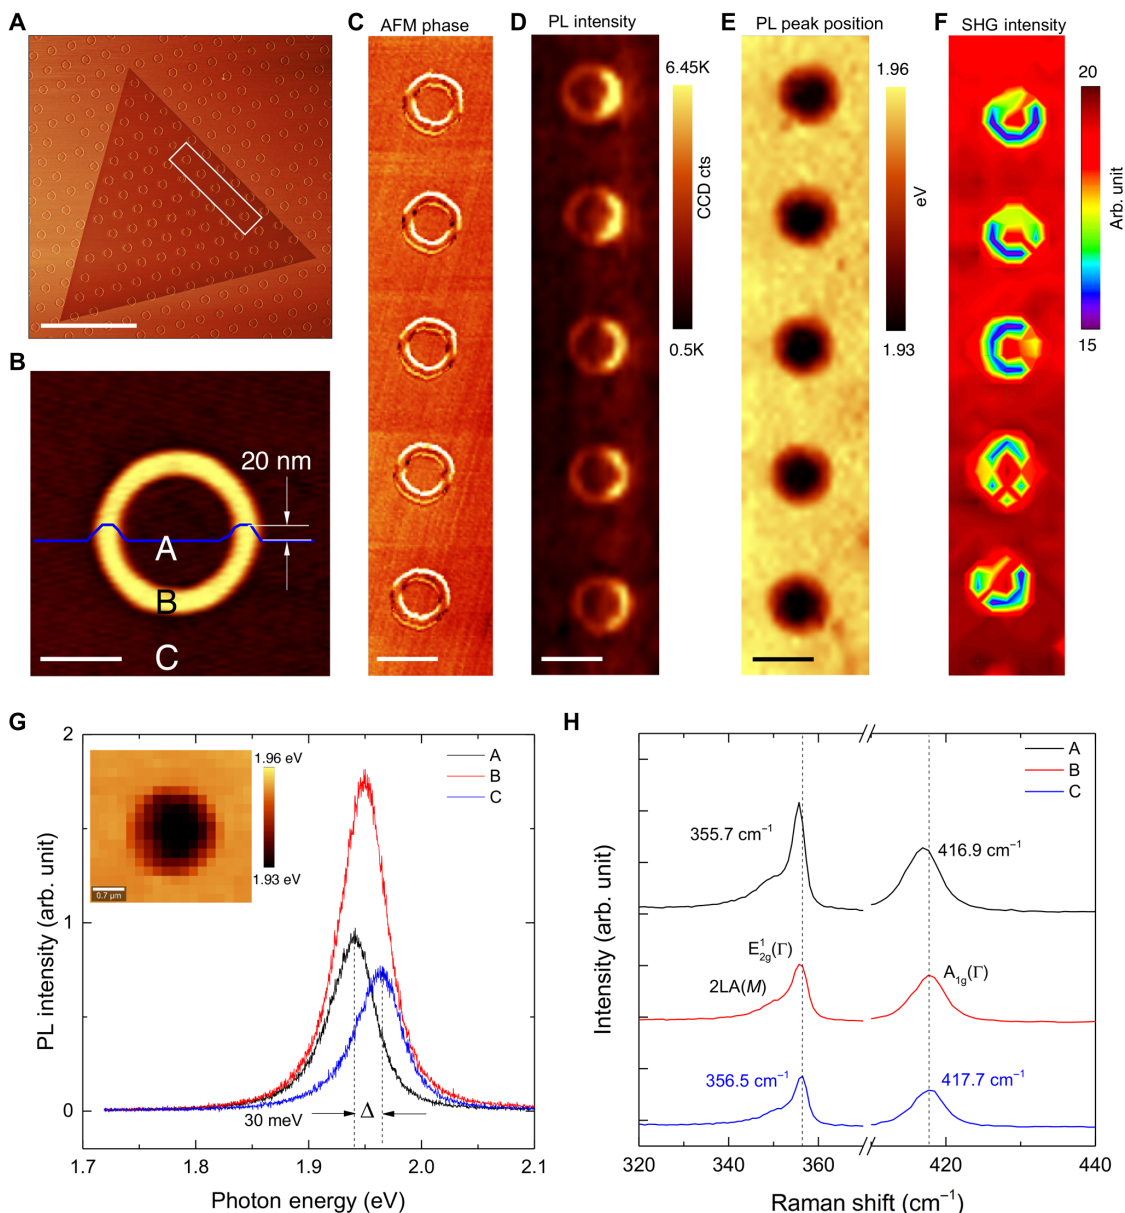 A
B
20 nm
A
B
C
C AFM phase
D PL intensity
6.45K
CCD cts
0.5K
E PL peak position
1.96
eV
1.93
F SHG intensity
20
Arb. unit
15
G
2
1
0
PL intensity (arb. unit)
1.96 eV
1.93 eV
0.7 µm
A
B
C
30 meV
Δ
1.7 1.8 1.9 2.0 2.1
Photon energy (eV)
H
A
B
C
355.7 cm⁻¹
416.9 cm⁻¹
E¹₂g(Γ)
2LA(M)
A₁g(Γ)
356.5 cm⁻¹
417.7 cm⁻¹
Intensity (arb. unit)
320 340 360 420 440
Raman shift (cm⁻¹)